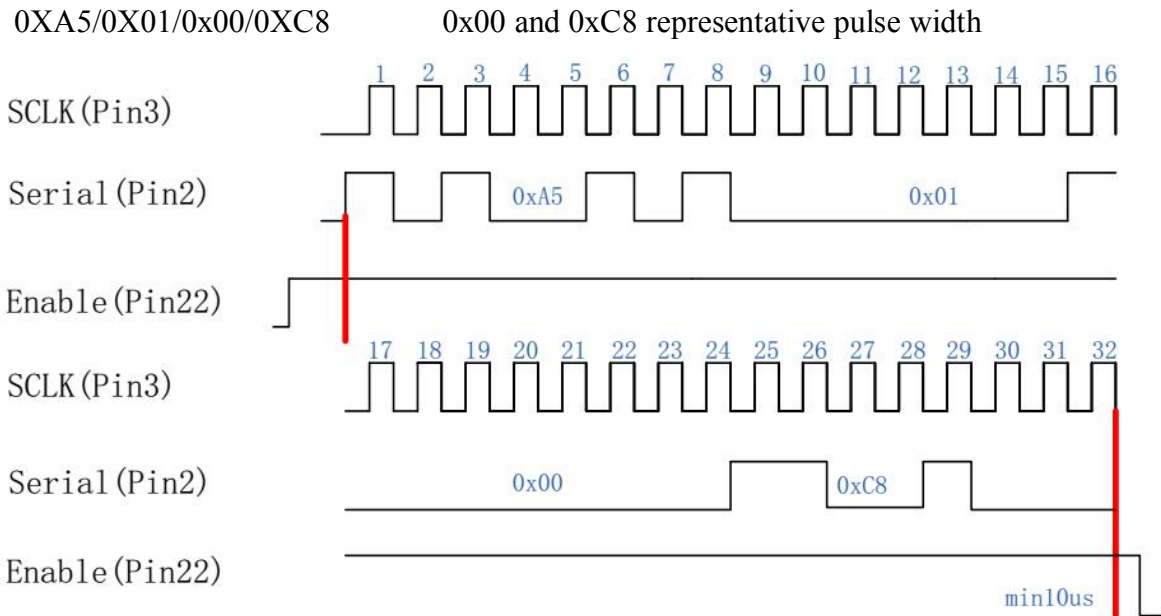 0XA5/0X01/0x00/0XC8 0x00 and 0xC8 representative pulse width
1 2 3 4 5 6 7 8 9 10 11 12 13 14 15 16
SCLK(Pin3)
Serial(Pin2) 0xA5 0x01
Enable(Pin22)
17 18 19 20 21 22 23 24 25 26 27 28 29 30 31 32
SCLK(Pin3)
Serial(Pin2) 0x00 0xC8
Enable(Pin22)
min10us